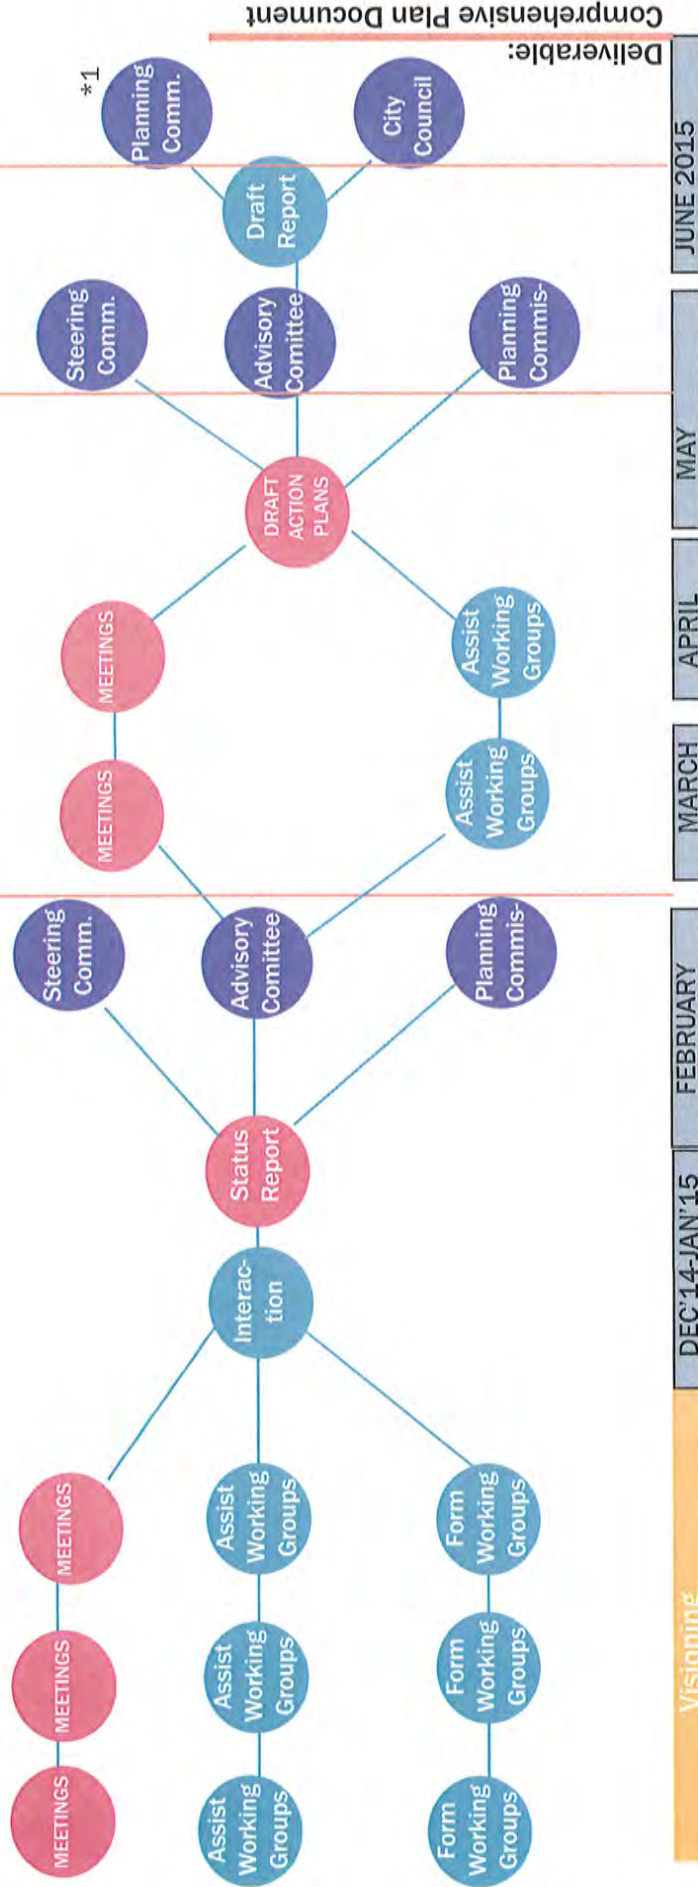 MEETINGS
MEETINGS
MEETINGS
Assist
Working
Groups
Assist
Working
Groups
Assist
Working
Groups
Form
Working
Groups
Form
Working
Groups
Form
Working
Groups
Interac-
tion
Status
Report
Steering
Comm.
Advisory
Comittee
Planning
Commis-
MEETINGS
MEETINGS
Assist
Working
Groups
Assist
Working
Groups
DRAFT
ACTION
PLANS
Steering
Comm.
Advisory
Comittee
Planning
Commis-
Draft
Report
Planning
Comm.
*1
City
Council
Deliverable:
Comprehensive Plan Document
Visioning
DEC'14-JAN'15
FEBRUARY
MARCH
APRIL
MAY
JUNE 2015